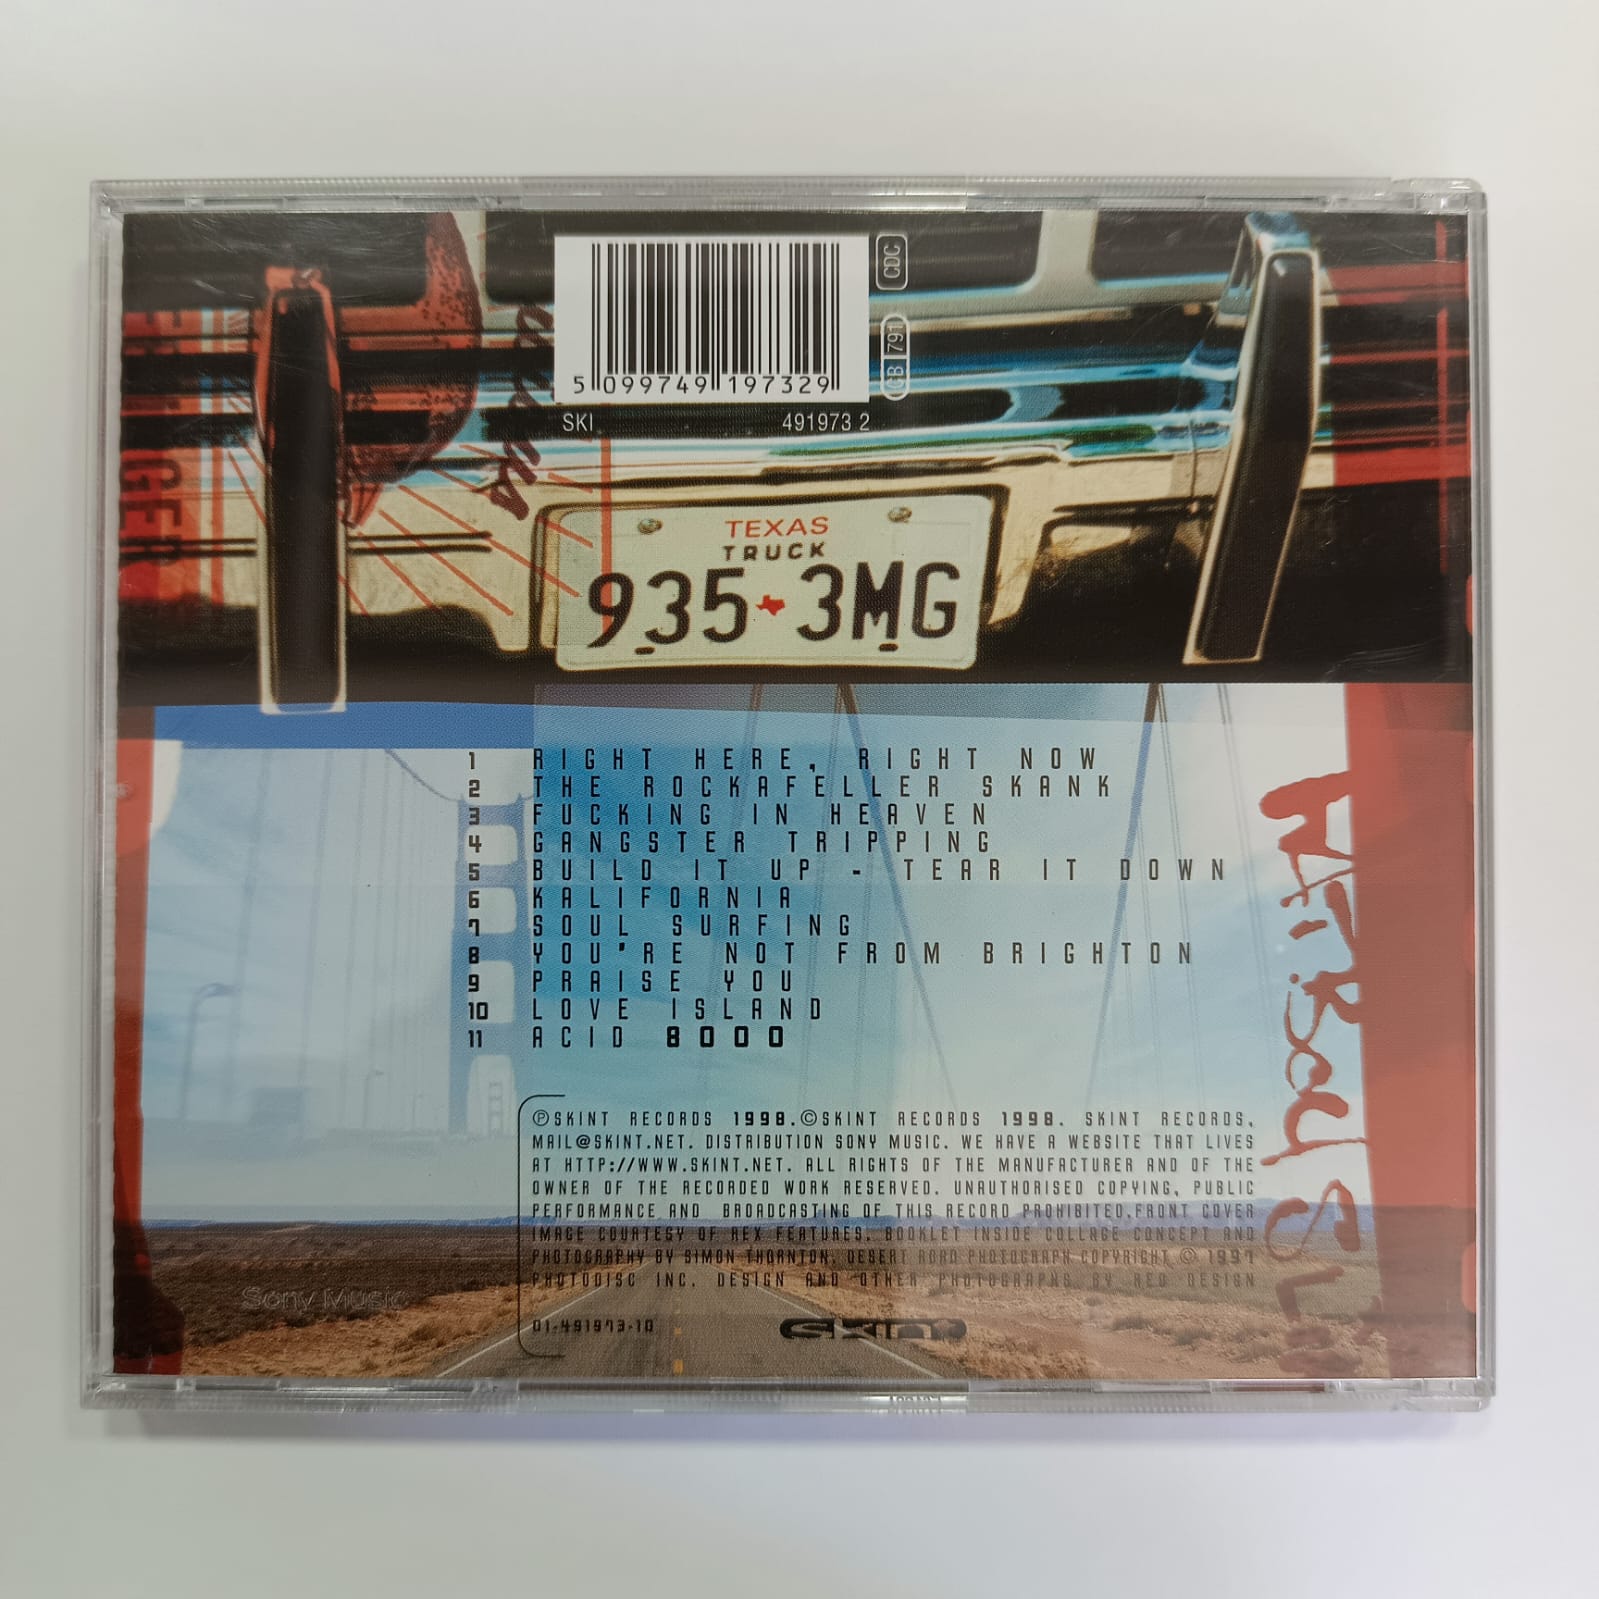 CDC
GB 791
5 099749 197329
SKI 491973 2
TEXAS
TRUCK
935 3MG
1 RIGHT HERE, RIGHT NOW
2 THE ROCKAFELLER SKANK
3 FUCKING IN HEAVEN
4 GANGSTER TRIPPING
5 BUILD IT UP - TEAR IT DOWN
6 KALIFORNIA
7 SOUL SURFING
8 YOU'RE NOT FROM BRIGHTON
9 PRAISE YOU
10 LOVE ISLAND
11 ACID 8000
FATBOY SLIM
℗SKINT RECORDS 1998.©SKINT RECORDS 1998. SKINT RECORDS,
MAIL@SKINT.NET. DISTRIBUTION SONY MUSIC. WE HAVE A WEBSITE THAT LIVES
AT HTTP://WWW.SKINT.NET. ALL RIGHTS OF THE MANUFACTURER AND OF THE
OWNER OF THE RECORDED WORK RESERVED. UNAUTHORISED COPYING, PUBLIC
PERFORMANCE AND BROADCASTING OF THIS RECORD PROHIBITED.FRONT COVER
IMAGE COURTESY OF REX FEATURES. BOOKLET INSIDE COLLAGE CONCEPT AND
PHOTOGRAPHY BY SIMON THORNTON. DESERT ROAD PHOTOGRAPH COPYRIGHT © 1997
PHOTODISC INC. DESIGN AND OTHER PHOTOGRAPHS BY RED DESIGN
Sony Music
01-491973-10
SKINT